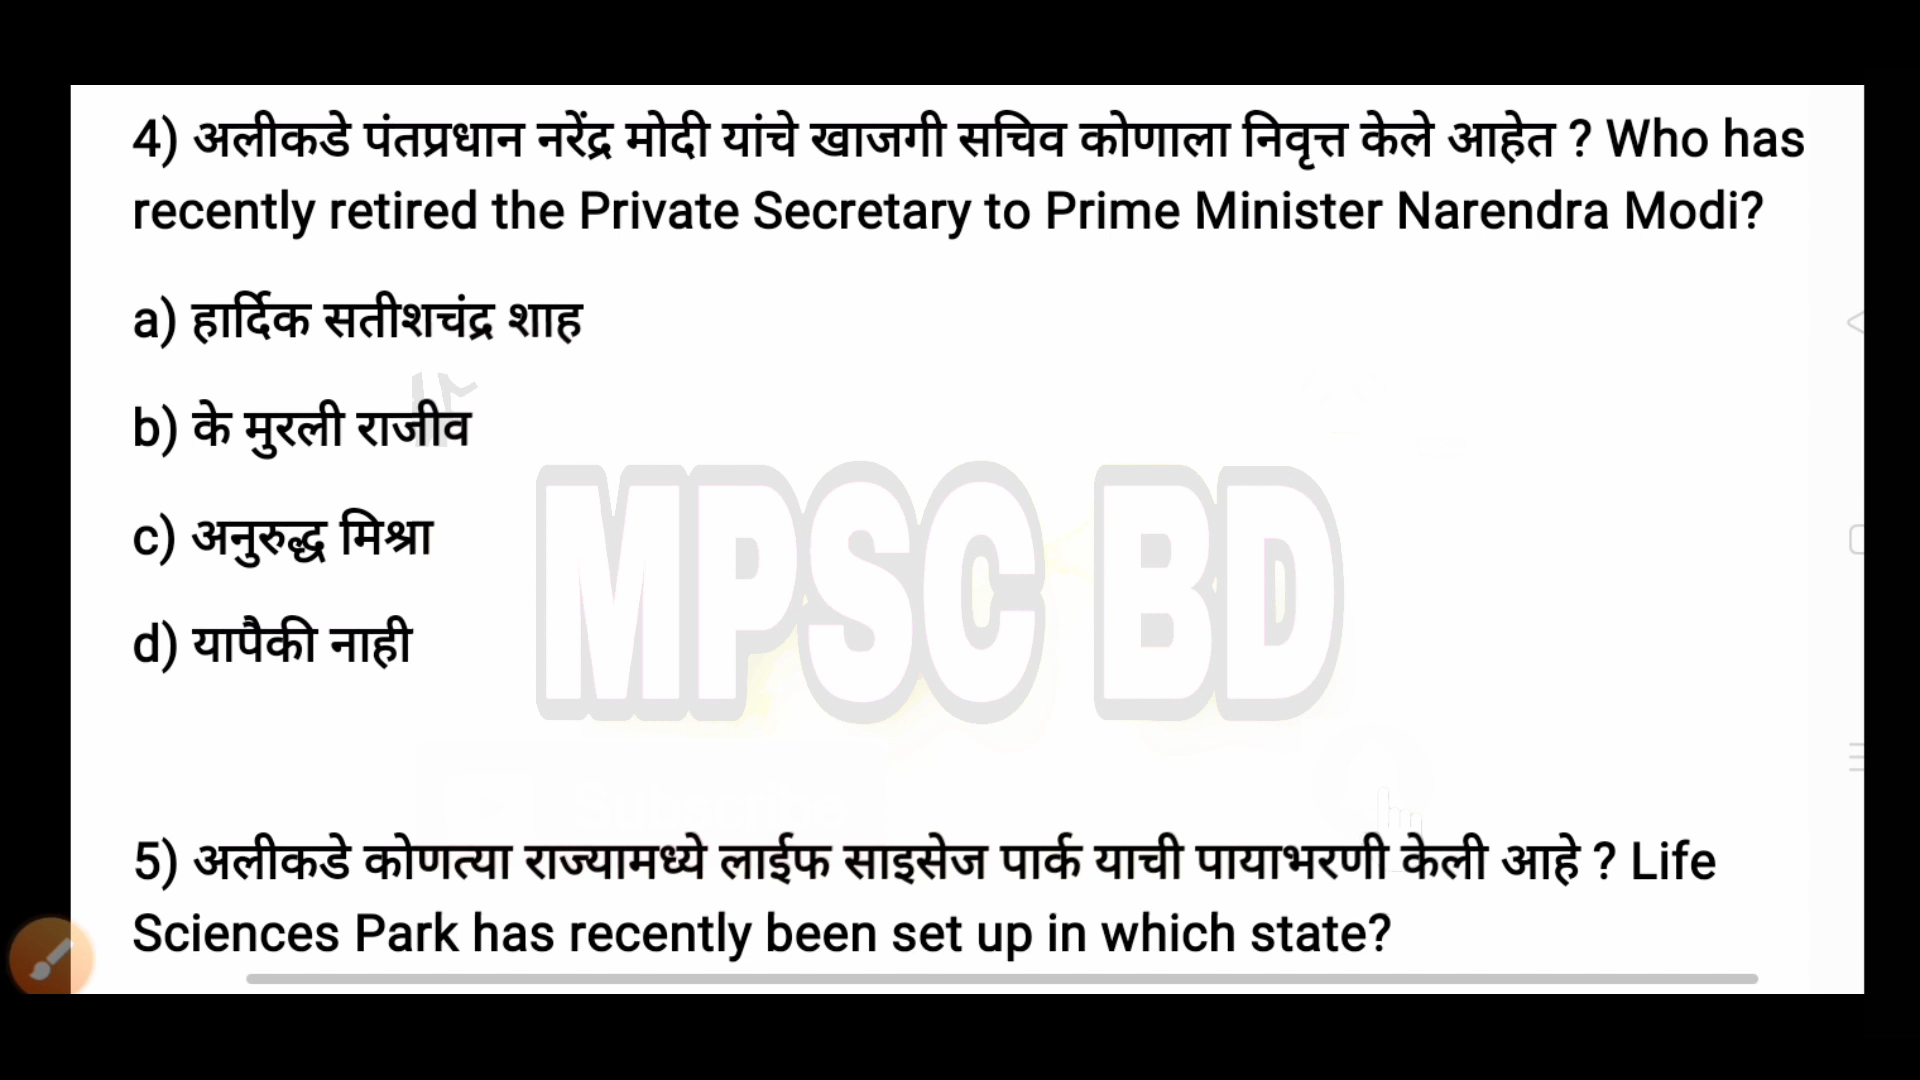 4) अलीकडे पंतप्रधान नरेंद्र मोदी यांचे खाजगी सचिव कोणाला निवृत्त केले आहेत ? Who has
recently retired the Private Secretary to Prime Minister Narendra Modi?
a) हार्दिक सतीशचंद्र शाह
b) के मुरली राजीव
c) अनुरुद्ध मिश्रा
d) यापैकी नाही
MPSC BD
Subscribe
5) अलीकडे कोणत्या राज्यामध्ये लाईफ साइसेज पार्क याची पायाभरणी केली आहे ? Life
Sciences Park has recently been set up in which state?